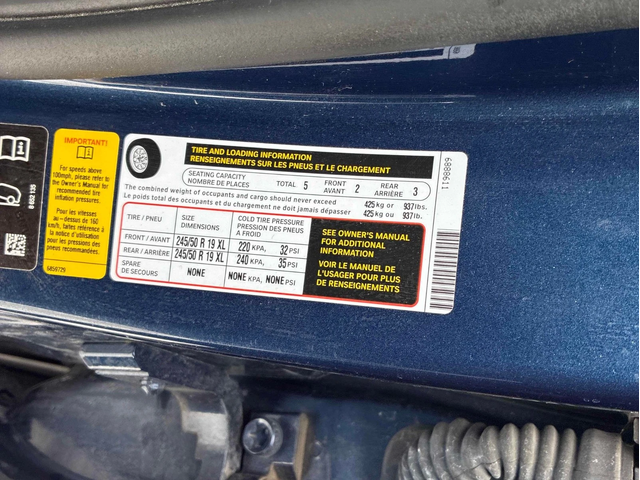 IMPORTANT!
For speeds above
100mph, please refer to
the Owner's Manual for
recommended tire
inflation pressures.
Pour les vitesses
au - dessus de 160
km/h, faites référence à
la notice d'utilisation
pour les pressions des
pneus recommandées.
6859729
8 652 135
TIRE AND LOADING INFORMATION
RENSEIGNEMENTS SUR LES PNEUS ET LE CHARGEMENT
SEATING CAPACITY
NOMBRE DE PLACES
TOTAL 5
FRONT
AVANT 2
REAR
ARRIÈRE 3
The combined weight of occupants and cargo should never exceed 425 kg or 937 lbs.
Le poids total des occupants et du chargement ne doit jamais dépasser 425 kg ou 937 lb.
TIRE / PNEU
SIZE
DIMENSIONS
COLD TIRE PRESSURE
PRESSION DES PNEUS
A FROID
FRONT / AVANT 245/50 R 19 XL 220 KPA, 32 PSI
REAR / ARRIÈRE 245/50 R 19 XL 240 KPA, 35 PSI
SPARE
DE SECOURS
NONE NONE KPA, NONE PSI
SEE OWNER'S MANUAL
FOR ADDITIONAL
INFORMATION
VOIR LE MANUEL DE
L'USAGER POUR PLUS
DE RENSEIGNEMENTS
6888611